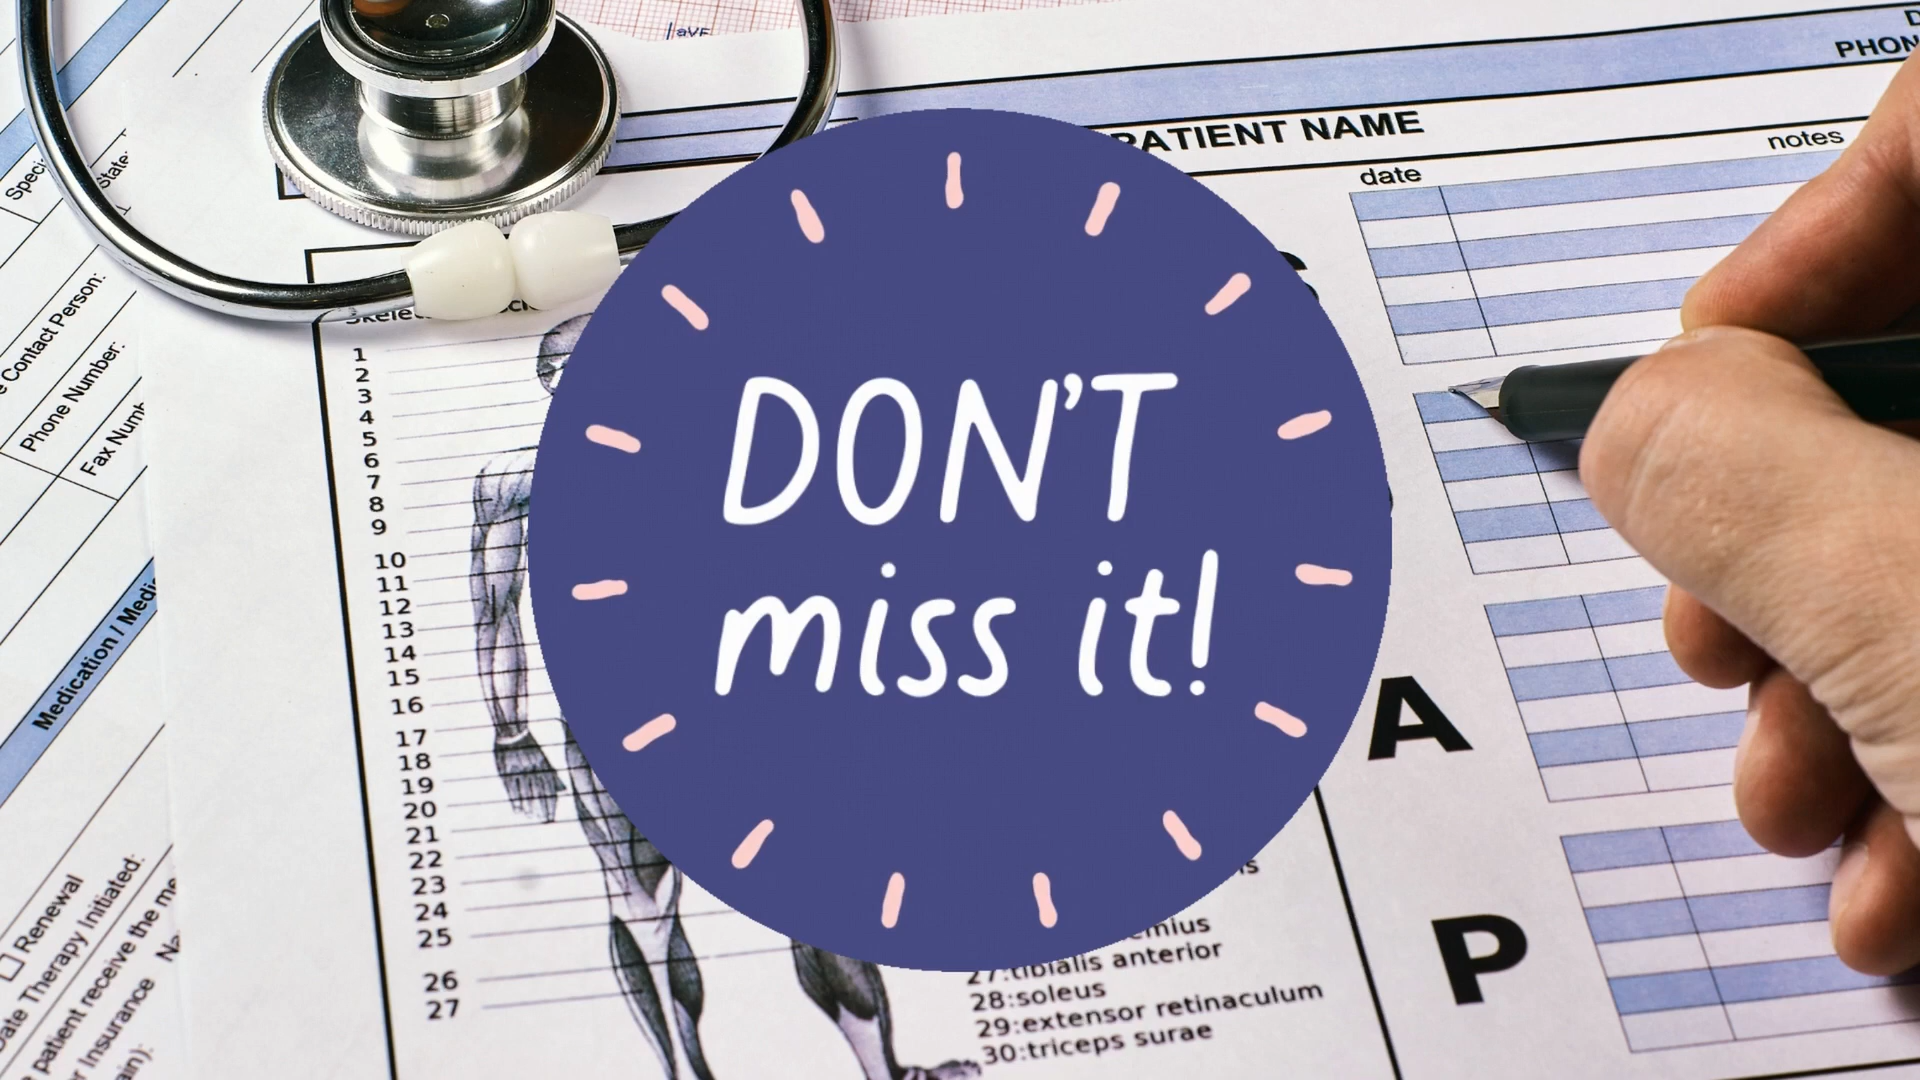 DON'T
miss it!
PATIENT NAME
PHON
date
notes
State:
Contact Person:
Phone Number:
Fax Numb
Medication / Medi
Renewal
Date Therapy Initiated:
patient receive the me
Insurance
1
2
3
4
5
6
7
8
9
10
11
12
13
14
15
16
17
18
19
20
21
22
23
24
25
26
27
27:tibialis anterior
28:soleus
29:extensor retinaculum
30:triceps surae
A
P